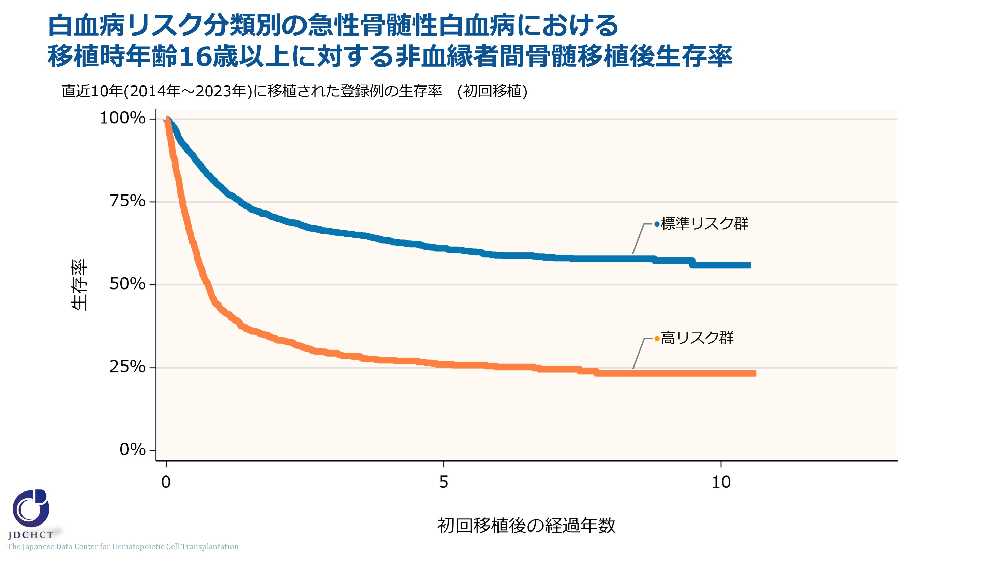 白血病リスク分類別の急性骨髄性白血病における
移植時年齢16歳以上に対する非血縁者間骨髄移植後生存率
直近10年(2014年～2023年)に移植された登録例の生存率　(初回移植)
100%
75%
50%
25%
0%
生存率
標準リスク群
高リスク群
0
5
10
初回移植後の経過年数
JDCHCT
The Japanese Data Center for Hematopoietic Cell Transplantation